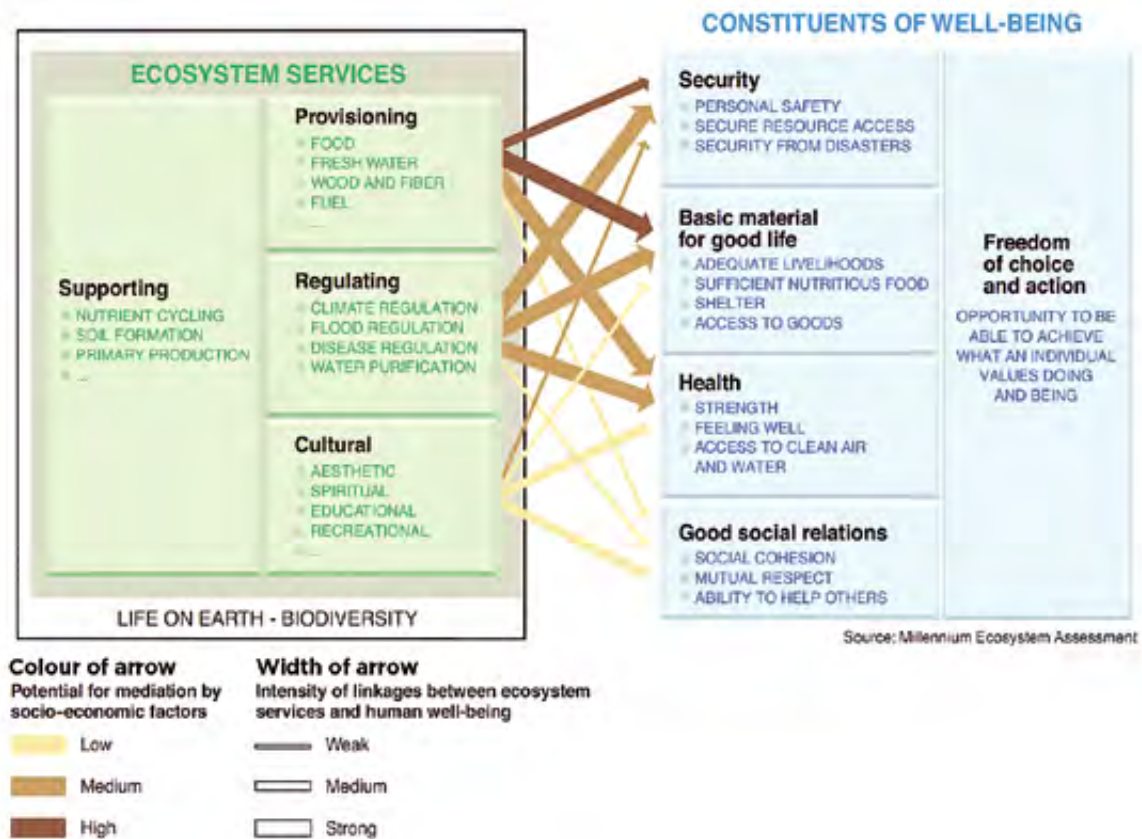 CONSTITUENTS OF WELL-BEING
ECOSYSTEM SERVICES
Supporting
NUTRIENT CYCLING
SOIL FORMATION
PRIMARY PRODUCTION
...
Provisioning
FOOD
FRESH WATER
WOOD AND FIBER
FUEL
...
Regulating
CLIMATE REGULATION
FLOOD REGULATION
DISEASE REGULATION
WATER PURIFICATION
Cultural
AESTHETIC
SPIRITUAL
EDUCATIONAL
RECREATIONAL
...
LIFE ON EARTH - BIODIVERSITY
Security
PERSONAL SAFETY
SECURE RESOURCE ACCESS
SECURITY FROM DISASTERS
Basic material
for good life
ADEQUATE LIVELIHOODS
SUFFICIENT NUTRITIOUS FOOD
SHELTER
ACCESS TO GOODS
Health
STRENGTH
FEELING WELL
ACCESS TO CLEAN AIR
AND WATER
Good social relations
SOCIAL COHESION
MUTUAL RESPECT
ABILITY TO HELP OTHERS
Freedom
of choice
and action
OPPORTUNITY TO BE
ABLE TO ACHIEVE
WHAT AN INDIVIDUAL
VALUES DOING
AND BEING
Source: Millennium Ecosystem Assessment
Colour of arrow
Potential for mediation by
socio-economic factors
Low
Medium
High
Width of arrow
Intensity of linkages between ecosystem
services and human well-being
Weak
Medium
Strong